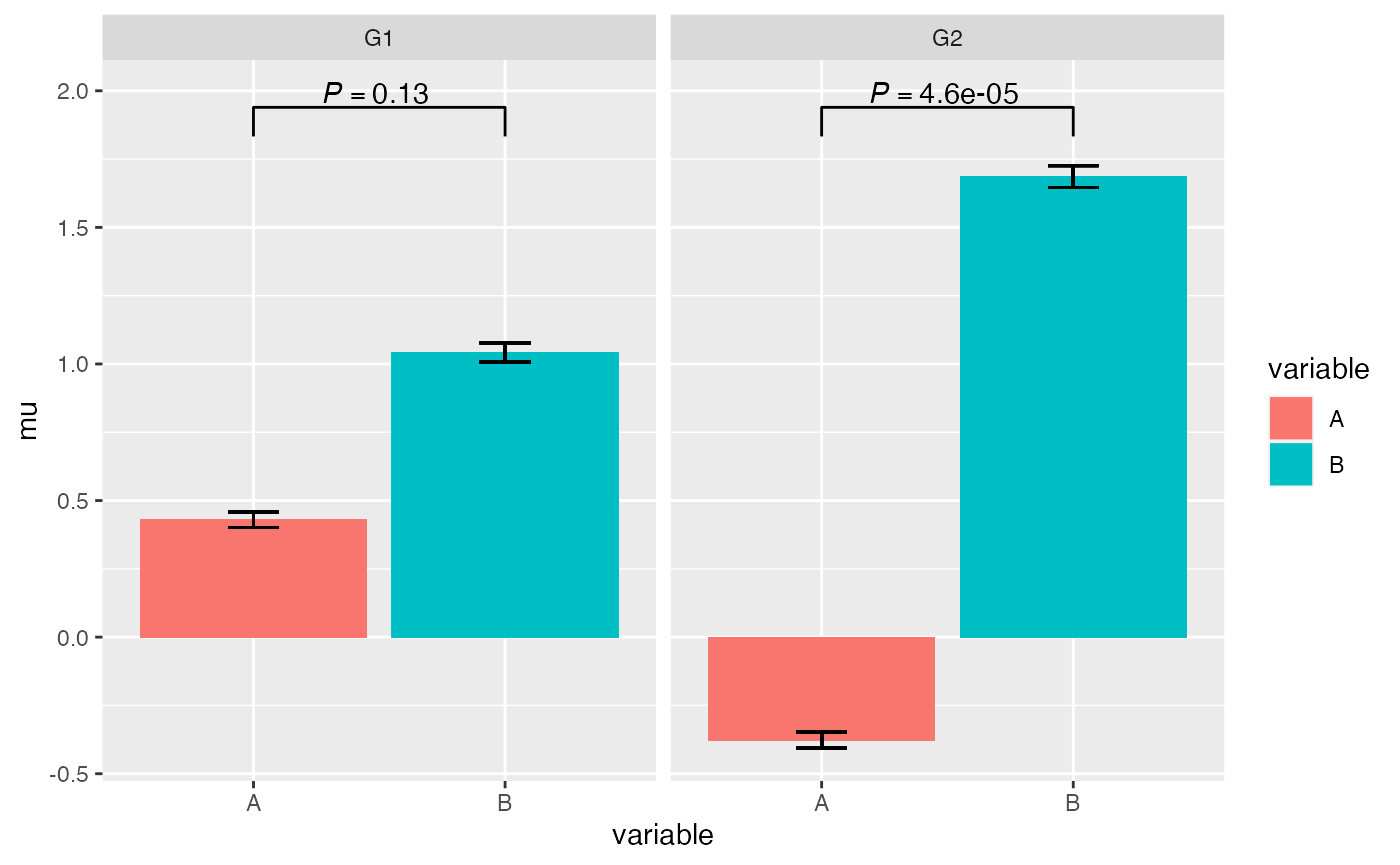 G1
G2
P = 0.13
P = 4.6e-05
2.0
1.5
1.0
0.5
0.0
-0.5
mu
A
B
A
B
variable
variable
A
B